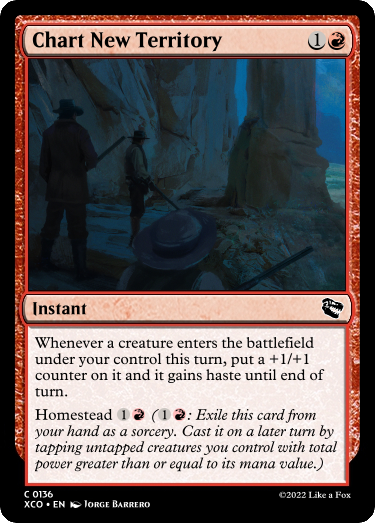 Chart New Territory 1
Instant
Whenever a creature enters the battlefield
under your control this turn, put a +1/+1
counter on it and it gains haste until end of
turn.
Homestead 1 (1 : Exile this card from
your hand as a sorcery. Cast it on a later turn by
tapping untapped creatures you control with total
power greater than or equal to its mana value.)
C 0136
XCO • EN Jorge Barrero
©2022 Like a Fox